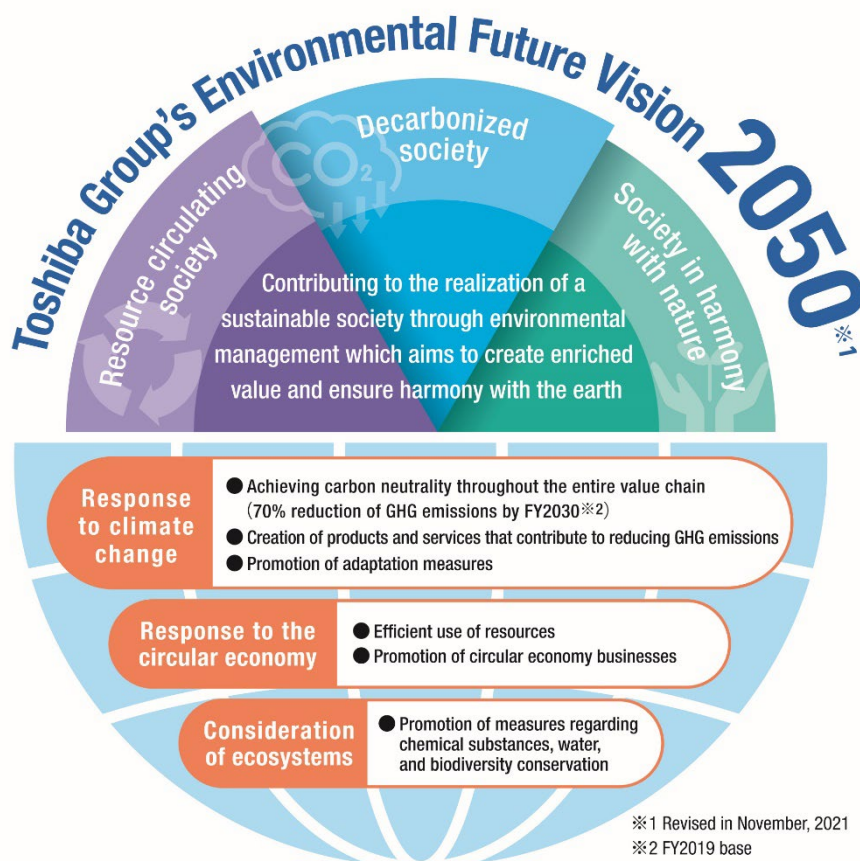 Toshiba Group's Environmental Future Vision 2050※1
Resource circulating
society
CO2
Decarbonized
society
Society in harmony
with nature
Contributing to the realization of a
sustainable society through environmental
management which aims to create enriched
value and ensure harmony with the earth
Response
to climate
change
● Achieving carbon neutrality throughout the entire value chain
(70% reduction of GHG emissions by FY2030※2)
● Creation of products and services that contribute to reducing GHG emissions
● Promotion of adaptation measures
Response to the
circular economy
● Efficient use of resources
● Promotion of circular economy businesses
Consideration
of ecosystems
● Promotion of measures regarding
chemical substances, water,
and biodiversity conservation
※1 Revised in November, 2021
※2 FY2019 base